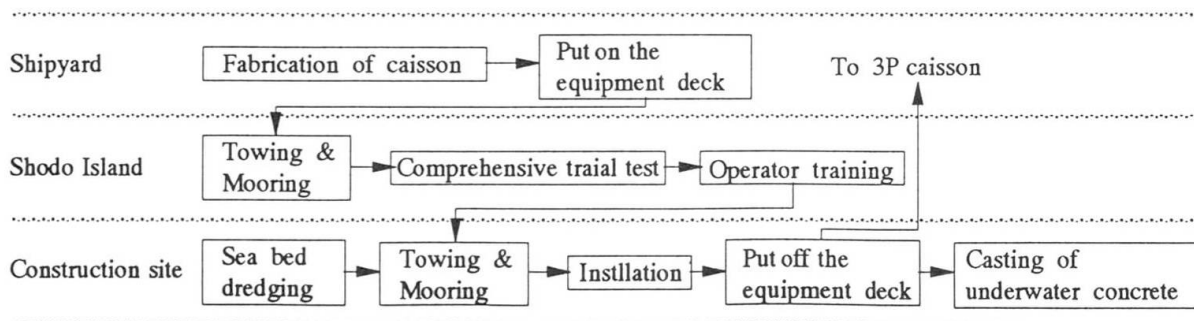 Shipyard
Fabrication of caisson
Put on the
equipment deck
To 3P caisson
Shodo Island
Towing &
Mooring
Comprehensive traial test
Operator training
Construction site
Sea bed
dredging
Towing &
Mooring
Instllation
Put off the
equipment deck
Casting of
underwater concrete